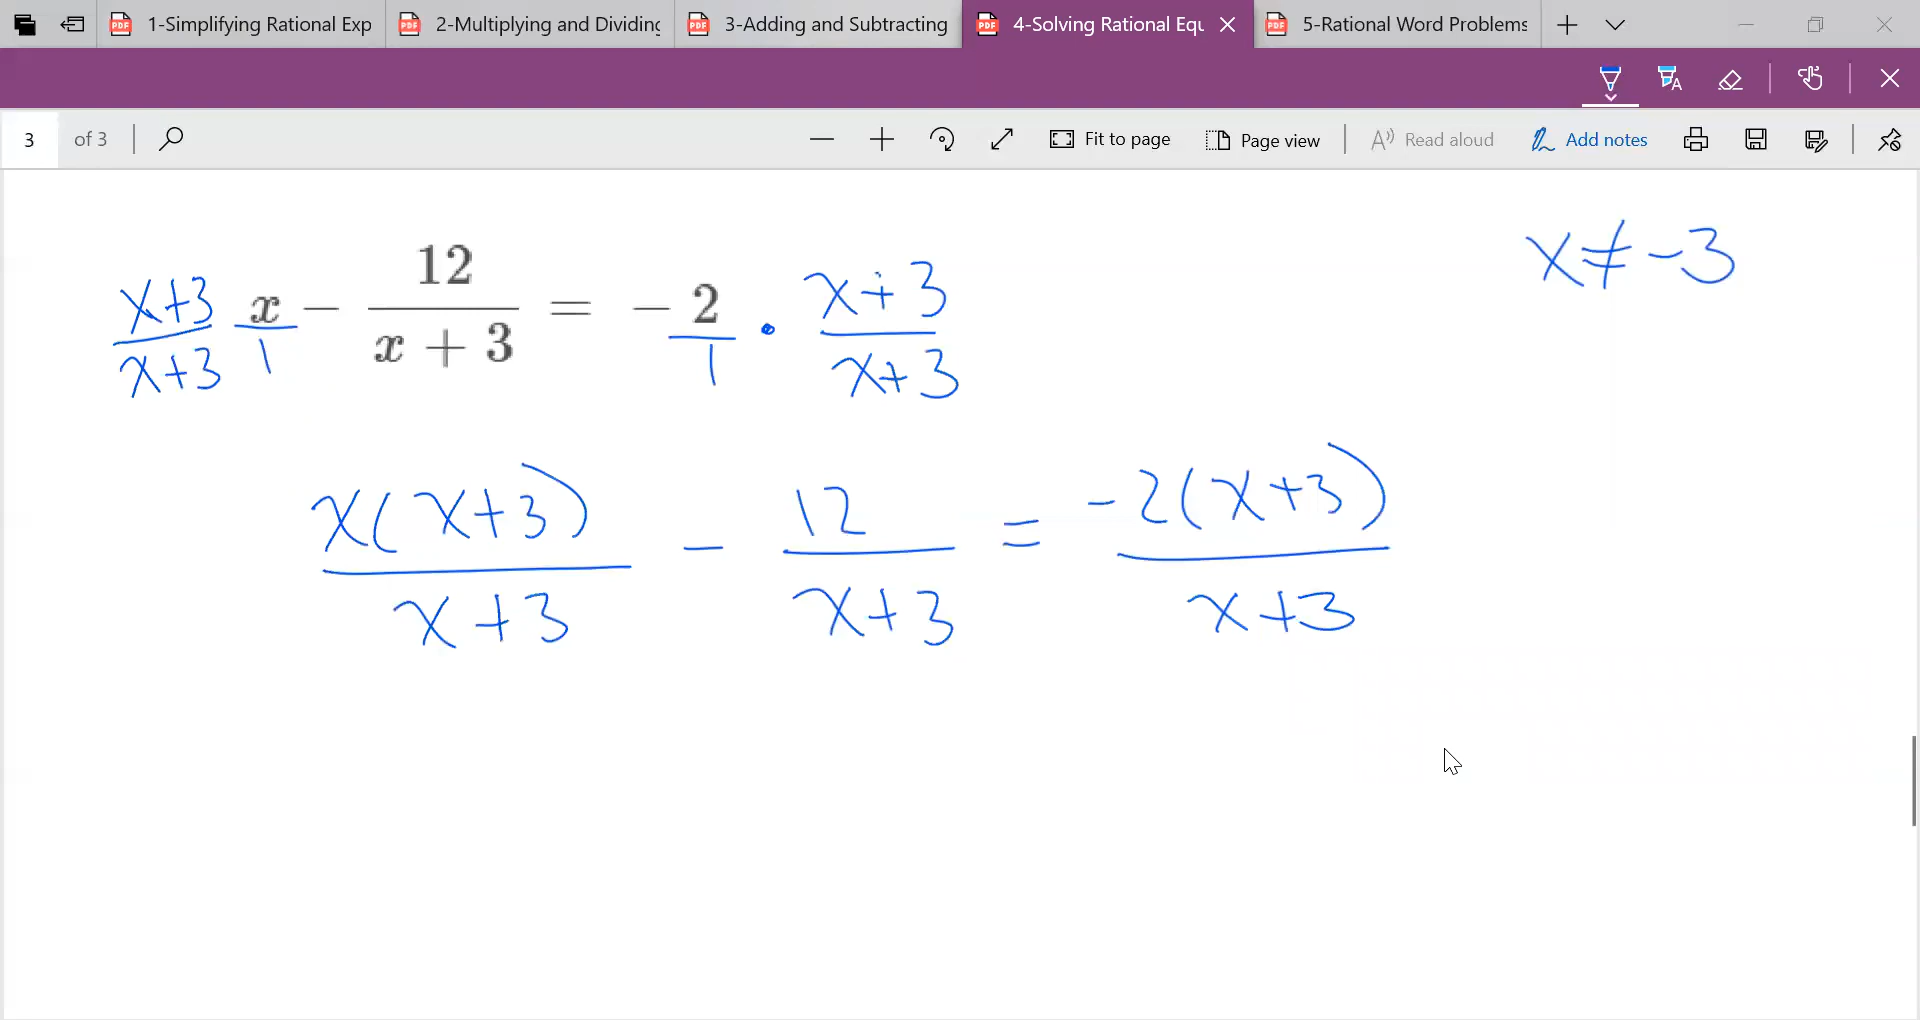 1-Simplifying Rational Exp 2-Multiplying and Dividing 3-Adding and Subtracting 4-Solving Rational Equ 5-Rational Word Problems
3 of 3 Fit to page Page view Read aloud Add notes
(x+3)/(x+3) x/1 − 12/(x + 3) = − 2/1 · (x+3)/(x+3) x≠-3
x(x+3)/(x+3) - 12/(x+3) = -2(x+3)/(x+3)